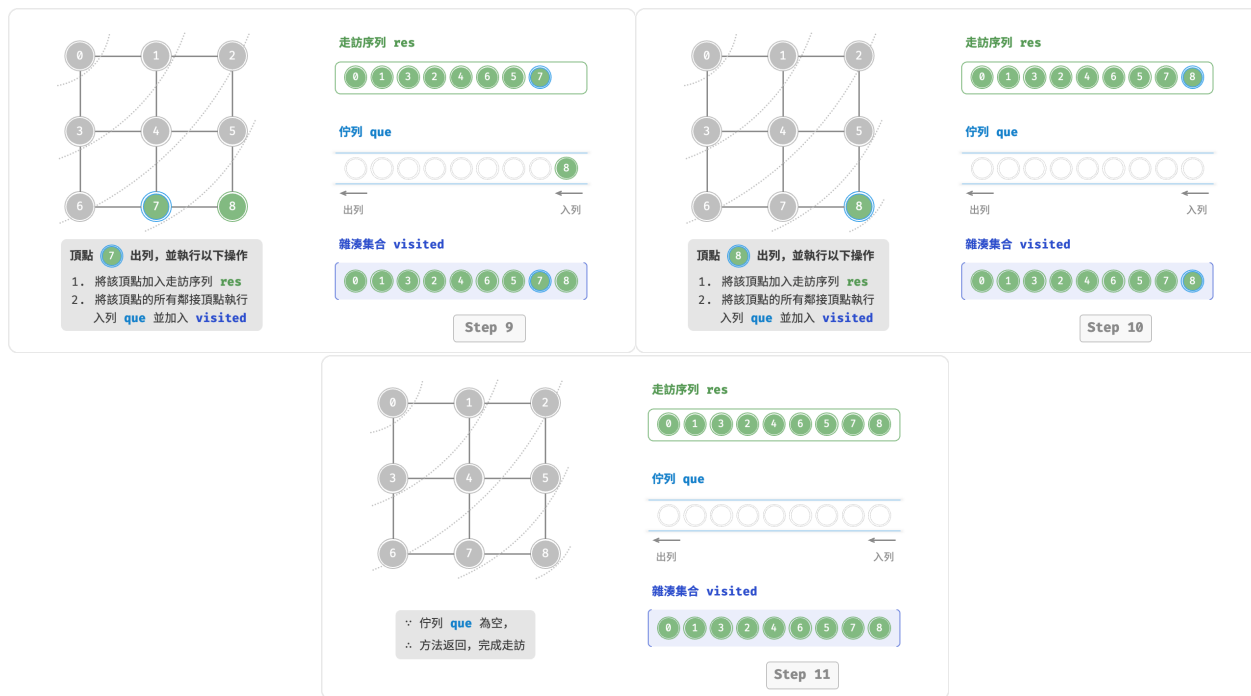 0 1 2
3 4 5
6 7 8
頂點 7 出列，並執行以下操作
1. 將該頂點加入走訪序列 res
2. 將該頂點的所有鄰接頂點執行
入列 que 並加入 visited
走訪序列 res
0 1 3 2 4 6 5 7
佇列 que
8
出列 入列
雜湊集合 visited
0 1 3 2 4 6 5 7 8
Step 9
0 1 2
3 4 5
6 7 8
頂點 8 出列，並執行以下操作
1. 將該頂點加入走訪序列 res
2. 將該頂點的所有鄰接頂點執行
入列 que 並加入 visited
走訪序列 res
0 1 3 2 4 6 5 7 8
佇列 que
出列 入列
雜湊集合 visited
0 1 3 2 4 6 5 7 8
Step 10
0 1 2
3 4 5
6 7 8
∵ 佇列 que 為空，
∴ 方法返回，完成走訪
走訪序列 res
0 1 3 2 4 6 5 7 8
佇列 que
出列 入列
雜湊集合 visited
0 1 3 2 4 6 5 7 8
Step 11